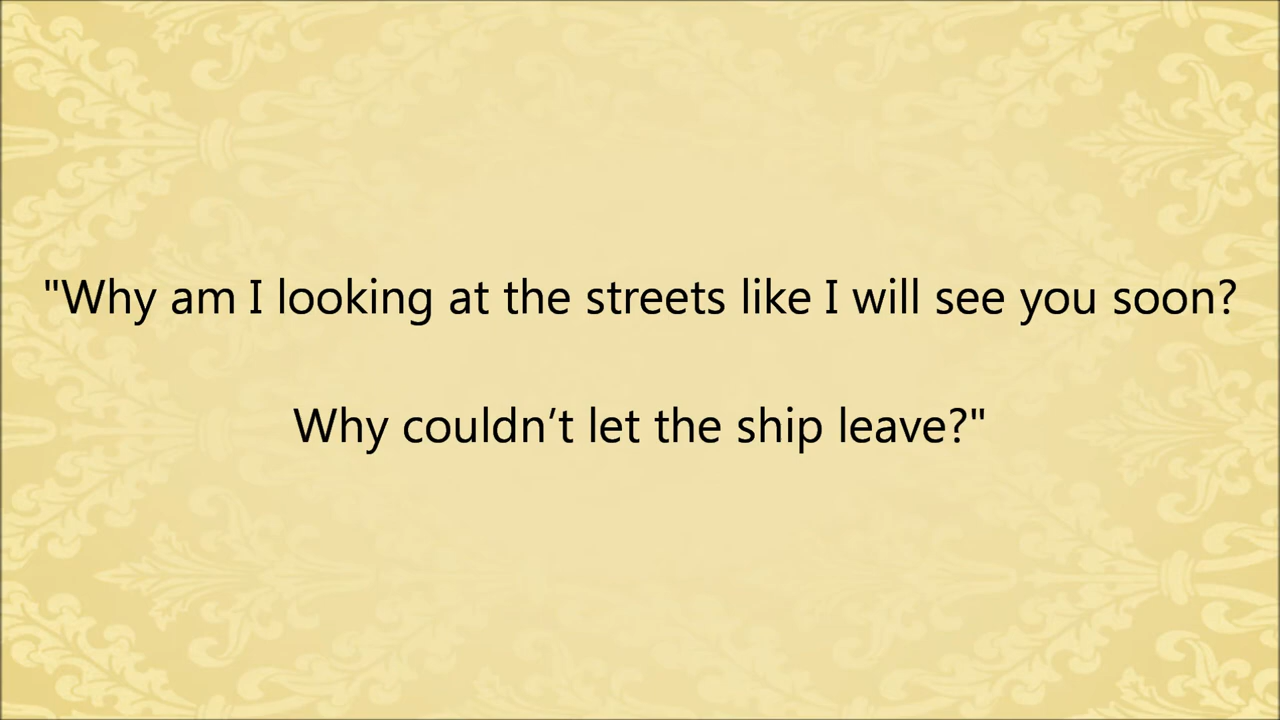 "Why am I looking at the streets like I will see you soon?
Why couldn’t let the ship leave?"